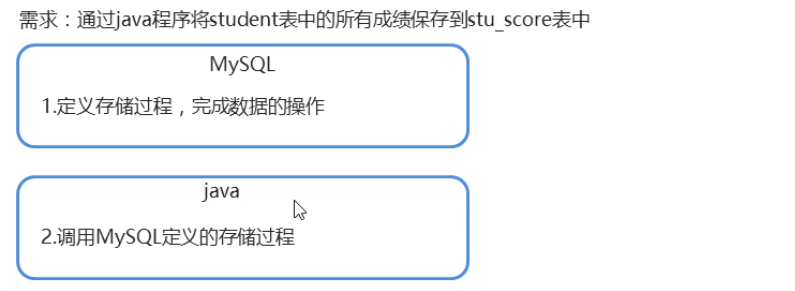 需求：通过java程序将student表中的所有成绩保存到stu_score表中
MySQL
1.定义存储过程，完成数据的操作
java
2.调用MySQL定义的存储过程